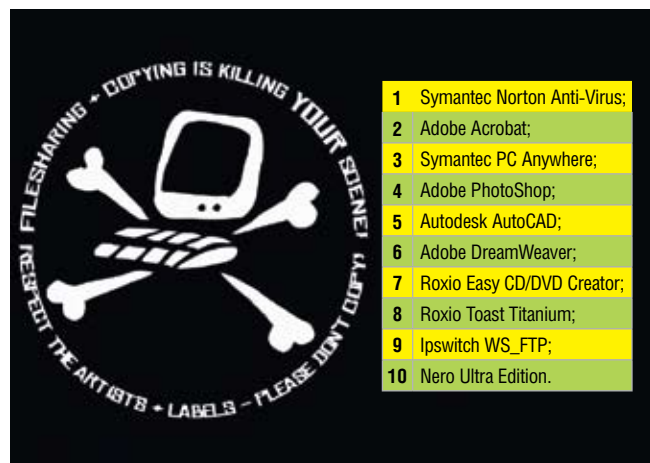 FILESHARING + COPYING IS KILLING YOUR SCENE!
RESPECT THE ARTISTS + LABELS - PLEASE DON'T COPY!
1 Symantec Norton Anti-Virus;
2 Adobe Acrobat;
3 Symantec PC Anywhere;
4 Adobe PhotoShop;
5 Autodesk AutoCAD;
6 Adobe DreamWeaver;
7 Roxio Easy CD/DVD Creator;
8 Roxio Toast Titanium;
9 Ipswitch WS_FTP;
10 Nero Ultra Edition.